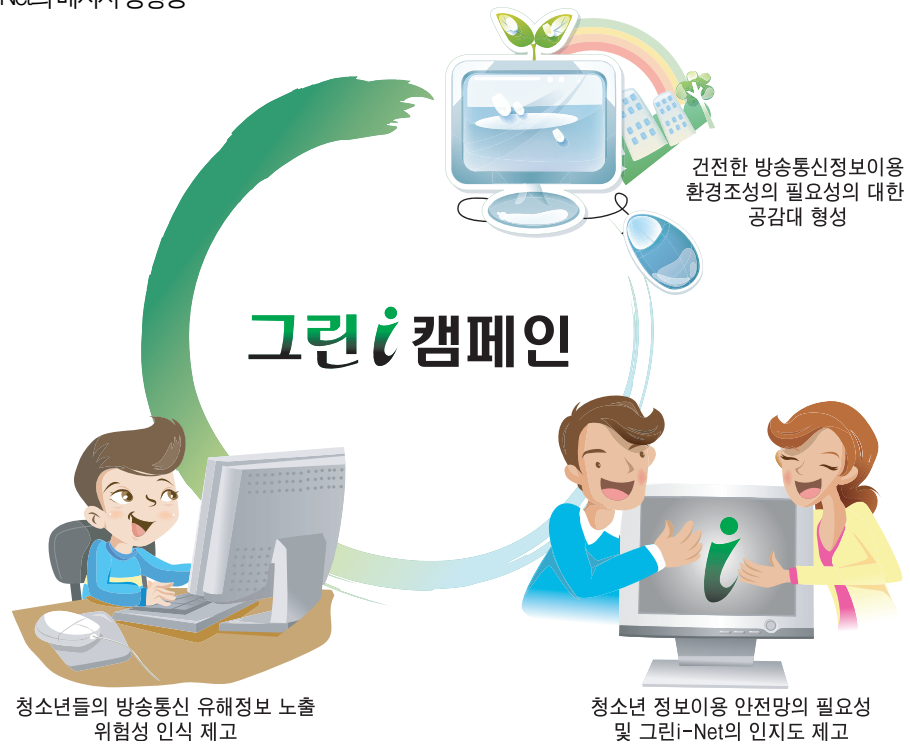 건전한 방송통신정보이용
환경조성의 필요성의 대한
공감대 형성
그린 i 캠페인
청소년들의 방송통신 유해정보 노출
위험성 인식 제고
청소년 정보이용 안전망의 필요성
및 그린i-Net의 인지도 제고